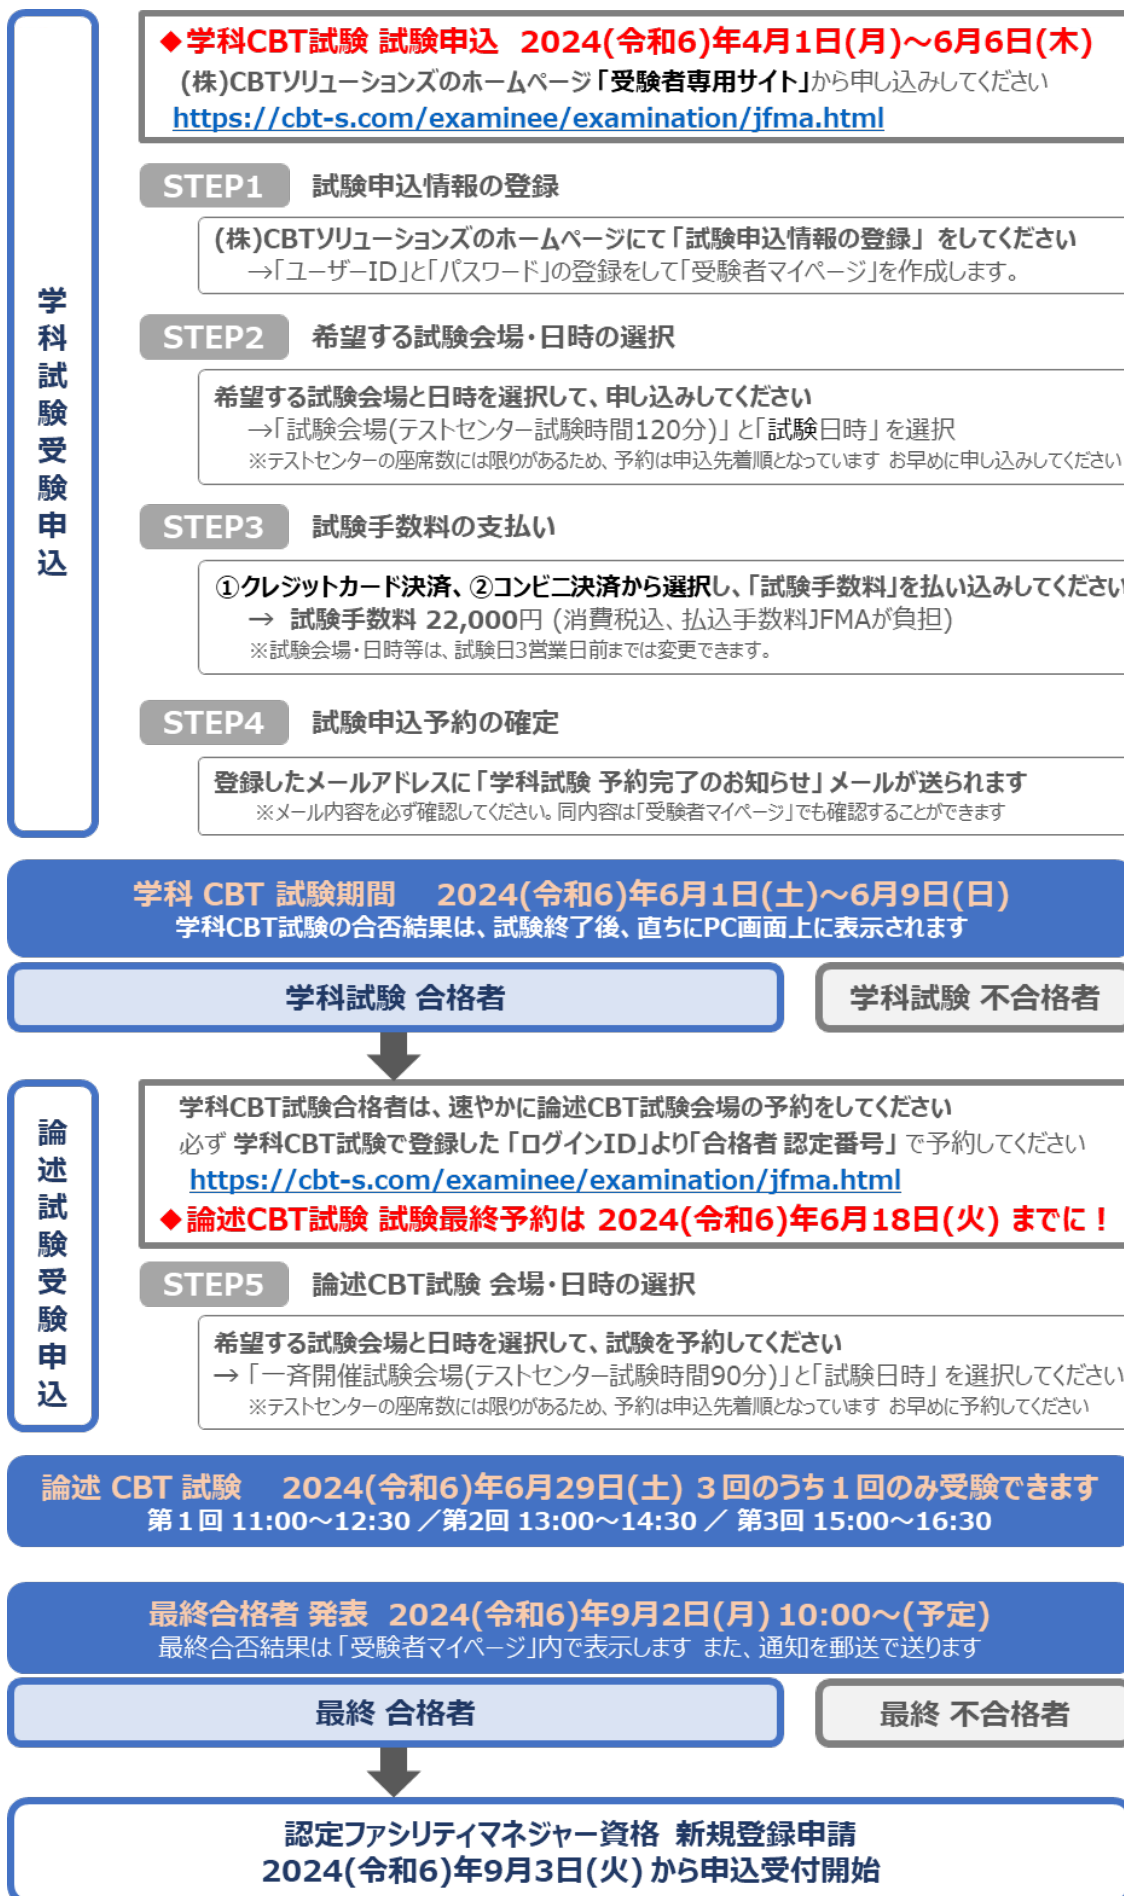 ◆学科CBT試験 試験申込 2024(令和6)年4月1日(月)～6月6日(木)
(株)CBTソリューションズのホームページ「受験者専用サイト」から申し込みしてください
https://cbt-s.com/examinee/examination/jfma.html
学科試験受験申込
STEP1 試験申込情報の登録
(株)CBTソリューションズのホームページにて「試験申込情報の登録」をしてください
→「ユーザーID」と「パスワード」の登録をして「受験者マイページ」を作成します。
STEP2 希望する試験会場・日時の選択
希望する試験会場と日時を選択して、申し込みしてください
→「試験会場(テストセンター試験時間120分)」と「試験日時」を選択
※テストセンターの座席数には限りがあるため、予約は申込先着順となっています お早めに申し込みしてください
STEP3 試験手数料の支払い
①クレジットカード決済、②コンビニ決済から選択し、「試験手数料」を払い込みしてください
→ 試験手数料 22,000円 (消費税込、払込手数料JFMAが負担)
※試験会場・日時等は、試験日3営業日前までは変更できます。
STEP4 試験申込予約の確定
登録したメールアドレスに「学科試験 予約完了のお知らせ」メールが送られます
※メール内容を必ず確認してください。同内容は「受験者マイページ」でも確認することができます
学科 CBT 試験期間 2024(令和6)年6月1日(土)～6月9日(日)
学科CBT試験の合否結果は、試験終了後、直ちにPC画面上に表示されます
学科試験 合格者
学科試験 不合格者
論述試験受験申込
学科CBT試験合格者は、速やかに論述CBT試験会場の予約をしてください
必ず 学科CBT試験で登録した「ログインID」より「合格者 認定番号」で予約してください
https://cbt-s.com/examinee/examination/jfma.html
◆論述CBT試験 試験最終予約は 2024(令和6)年6月18日(火) までに！
STEP5 論述CBT試験 会場・日時の選択
希望する試験会場と日時を選択して、試験を予約してください
→「一斉開催試験会場(テストセンター試験時間90分)」と「試験日時」を選択してください
※テストセンターの座席数には限りがあるため、予約は申込先着順となっています お早めに予約してください
論述 CBT 試験 2024(令和6)年6月29日(土) 3回のうち1回のみ受験できます
第1回 11:00～12:30 ／第2回 13:00～14:30 ／ 第3回 15:00～16:30
最終合格者 発表 2024(令和6)年9月2日(月) 10:00～(予定)
最終合否結果は「受験者マイページ」内で表示します また、通知を郵送で送ります
最終 合格者
最終 不合格者
認定ファシリティマネジャー資格 新規登録申請
2024(令和6)年9月3日(火) から申込受付開始